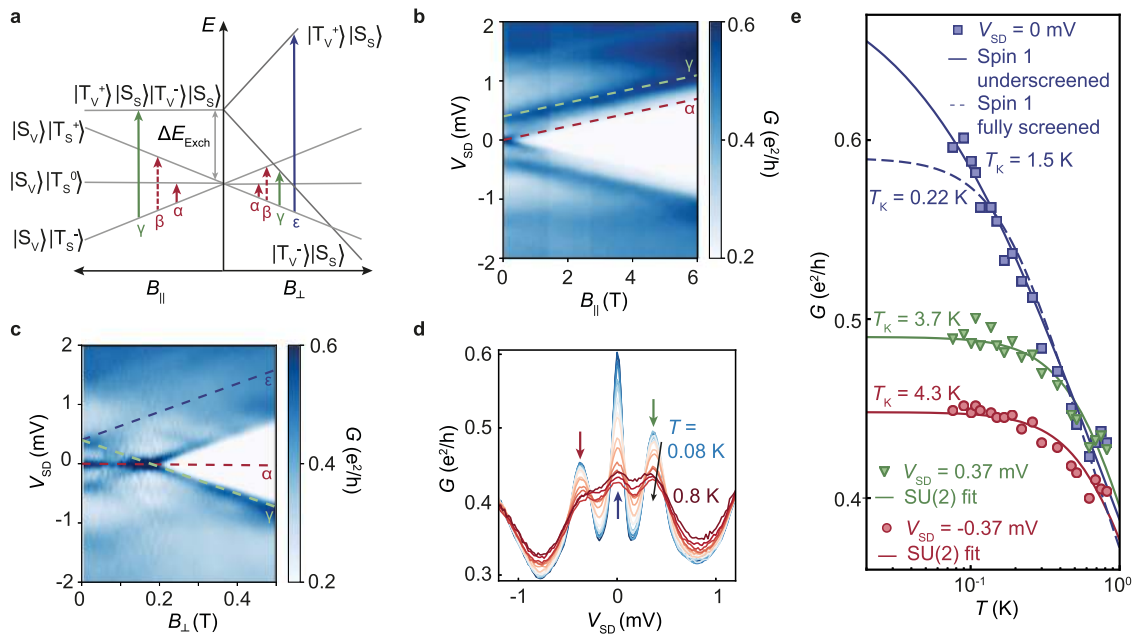 a
E
|T_V^+⟩|S_S⟩
|T_V^+⟩|S_S⟩|T_V^-⟩|S_S⟩
|S_V⟩|T_S^+⟩
ΔE_Exch
|S_V⟩|T_S^0⟩
|S_V⟩|T_S^-⟩
γ β α
α β γ ε
|T_V^-⟩|S_S⟩
B_||
B_⊥
b
2
1
0
-1
-2
V_SD (mV)
γ
α
0 2 4 6
B_||(T)
0.6
0.4
0.2
G (e²/h)
c
2
1
0
-1
-2
V_SD (mV)
ε
α
γ
0 0.2 0.4
B_⊥(T)
0.6
0.4
0.2
G (e²/h)
d
0.6
0.5
0.4
0.3
G (e²/h)
T =
0.08 K
0.8 K
-1 0 1
V_SD (mV)
e
V_SD = 0 mV
Spin 1
underscreened
Spin 1
fully screened
T_K = 1.5 K
T_K = 0.22 K
T_K = 3.7 K
T_K = 4.3 K
V_SD = 0.37 mV
SU(2) fit
V_SD = -0.37 mV
SU(2) fit
0.6
0.5
0.4
G (e²/h)
10⁻¹ 10⁰
T (K)